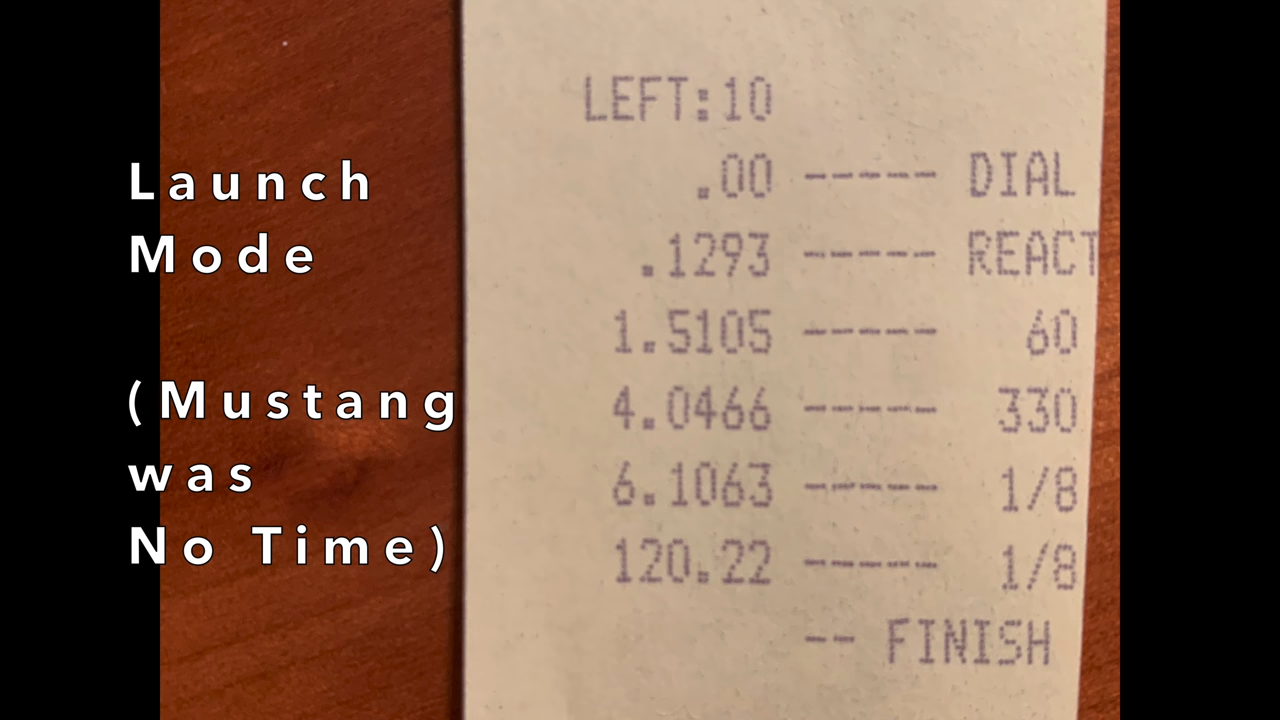 Launch
Mode
(Mustang
was
No Time)
LEFT:10
.00 ----- DIAL
.1293 ----- REACT
1.5105 ----- 60
4.0466 ----- 330
6.1063 ----- 1/8
120.22 ----- 1/8
-- FINISH